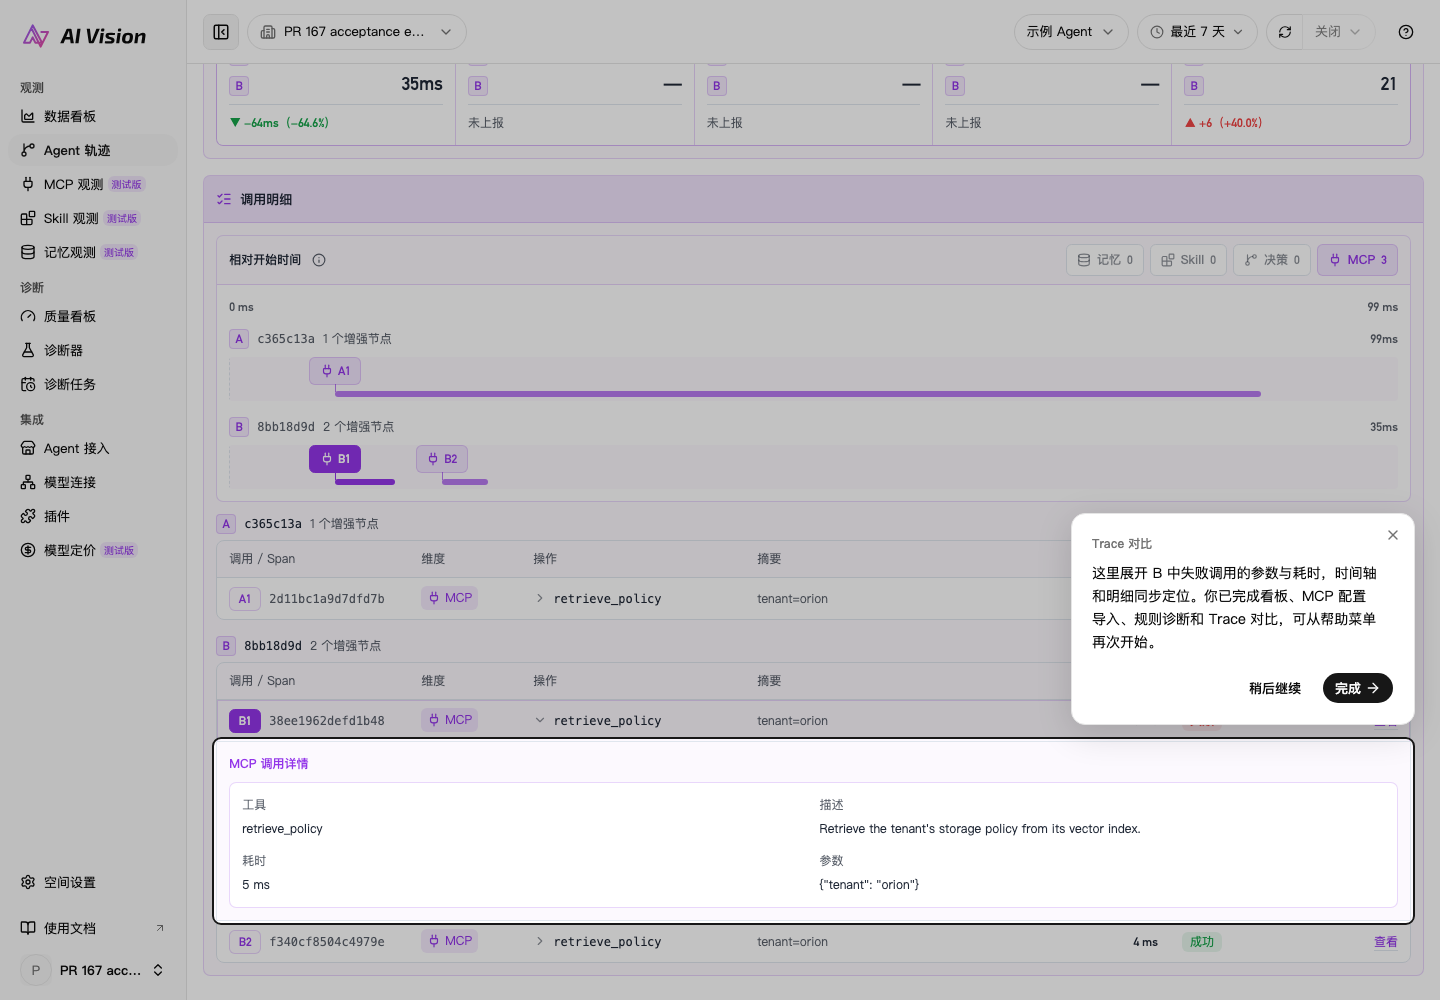 AI Vision
观测
数据看板
Agent 轨迹
MCP 观测 测试版
Skill 观测 测试版
记忆观测 测试版
诊断
质量看板
诊断器
诊断任务
集成
Agent 接入
模型连接
插件
模型定价 测试版
空间设置
使用文档
P PR 167 acc...
PR 167 acceptance e...
示例 Agent
最近 7 天
关闭
B 35ms
▼ −64ms (−64.6%)
B —
未上报
B —
未上报
B —
未上报
B 21
▲ +6 (+40.0%)
调用明细
相对开始时间
记忆 0
Skill 0
决策 0
MCP 3
0 ms 99 ms
A c365c13a 1 个增强节点 99ms
A1
B 8bb18d9d 2 个增强节点 35ms
B1 B2
A c365c13a 1 个增强节点
调用 / Span 维度 操作 摘要
A1 2d11bc1a9d7dfd7b MCP retrieve_policy tenant=orion
B 8bb18d9d 2 个增强节点
调用 / Span 维度 操作 摘要
B1 38ee1962defd1b48 MCP retrieve_policy tenant=orion
Trace 对比
这里展开 B 中失败调用的参数与耗时，时间轴
和明细同步定位。你已完成看板、MCP 配置
导入、规则诊断和 Trace 对比，可从帮助菜单
再次开始。
稍后继续
完成
MCP 调用详情
工具
retrieve_policy
描述
Retrieve the tenant's storage policy from its vector index.
耗时
5 ms
参数
{"tenant": "orion"}
B2 f340cf8504c4979e MCP retrieve_policy tenant=orion 4 ms 成功 查看